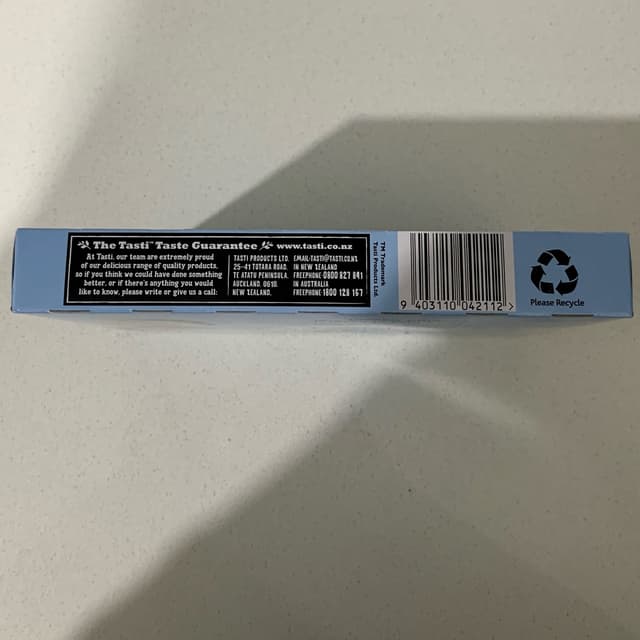 The Tasti™ Taste Guarantee www.tasti.co.nz
At Tasti, our team are extremely proud
of our delicious range of quality products,
so if you think we could have done something
better, or if there's anything you would
like to know, please write or give us a call:
TASTI PRODUCTS LTD.
25-41 TOTARA ROAD,
TE ATATU PENINSULA,
AUCKLAND 0610,
NEW ZEALAND.
EMAIL:TASTI@TASTI.CO.NZ
IN NEW ZEALAND
FREEPHONE 0800 827 841
IN AUSTRALIA
FREEPHONE 1800 128 167
TM Trademark
Tasti Products Ltd.
9 403110 042112 >
Please Recycle